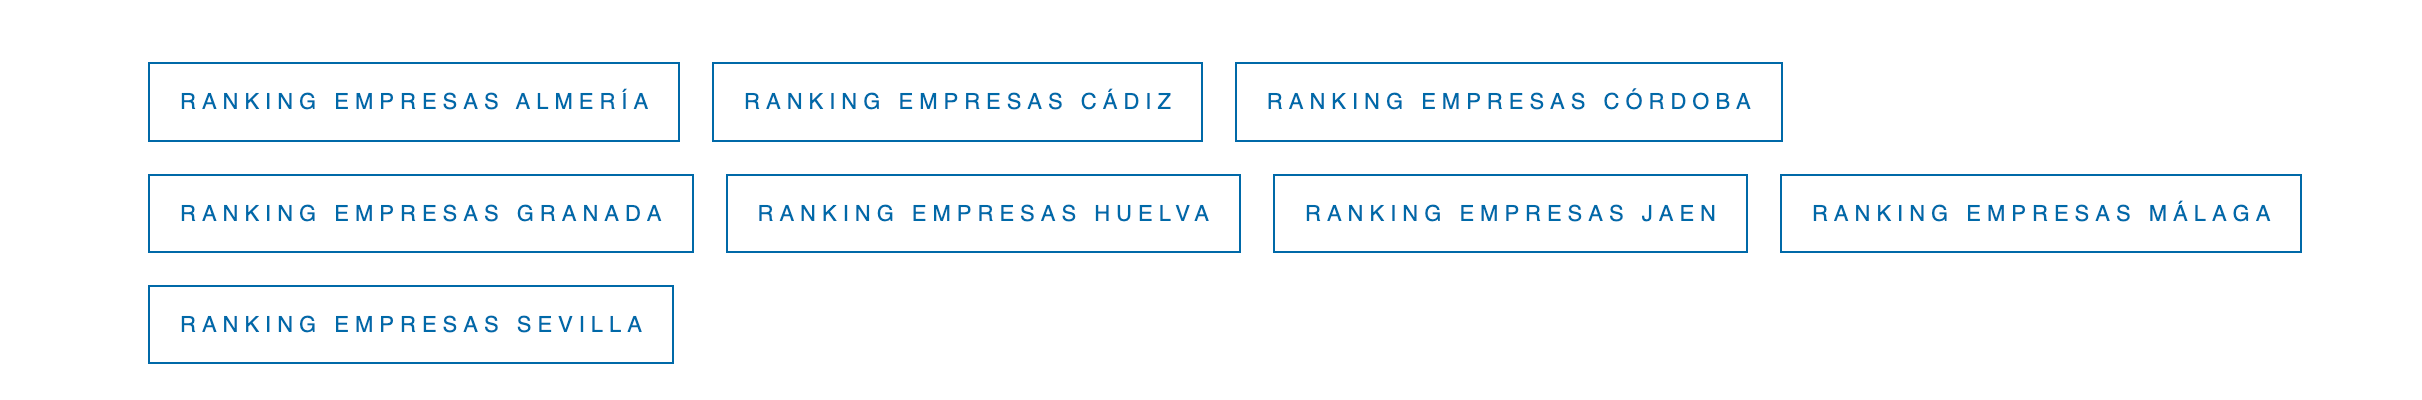 RANKING EMPRESAS ALMERÍA
RANKING EMPRESAS CÁDIZ
RANKING EMPRESAS CÓRDOBA
RANKING EMPRESAS GRANADA
RANKING EMPRESAS HUELVA
RANKING EMPRESAS JAEN
RANKING EMPRESAS MÁLAGA
RANKING EMPRESAS SEVILLA